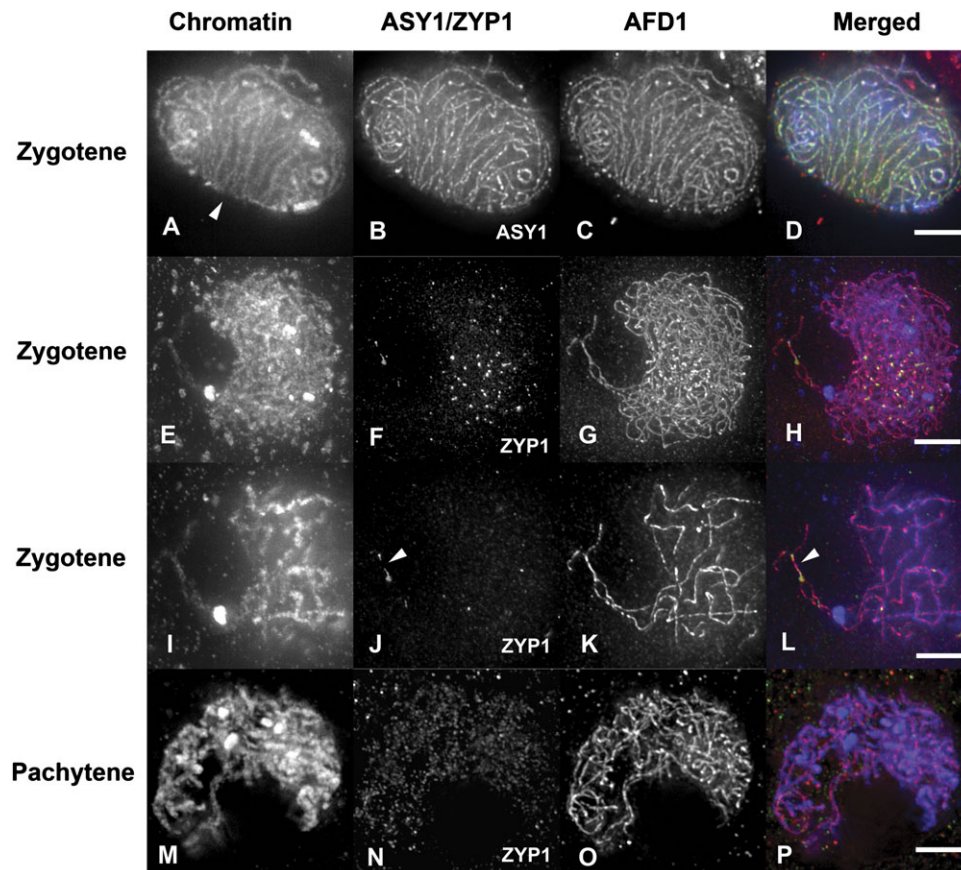 Chromatin ASY1/ZYP1 AFD1 Merged
Zygotene
A B ASY1 C D
Zygotene
E F ZYP1 G H
Zygotene
I J ZYP1 K L
Pachytene
M N ZYP1 O P